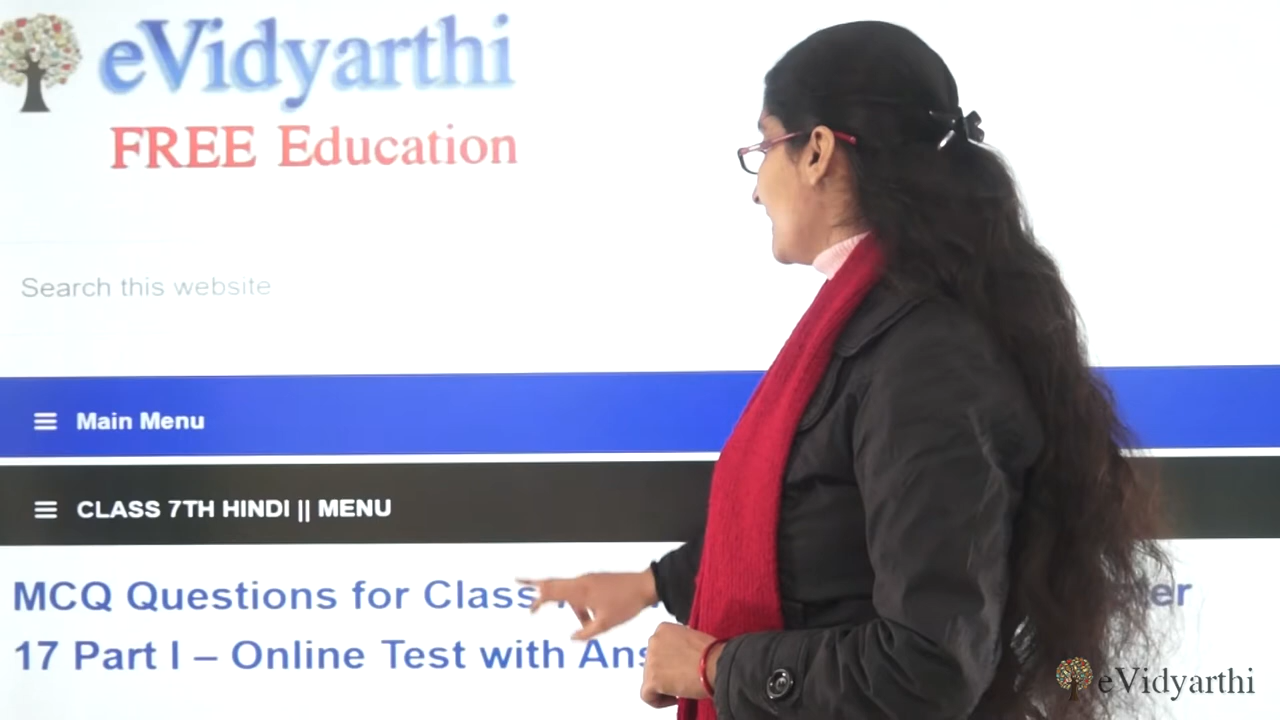 eVidyarthi
FREE Education
Search this website
Main Menu
CLASS 7TH HINDI || MENU
MCQ Questions for Class
17 Part I – Online Test with
eVidyarthi